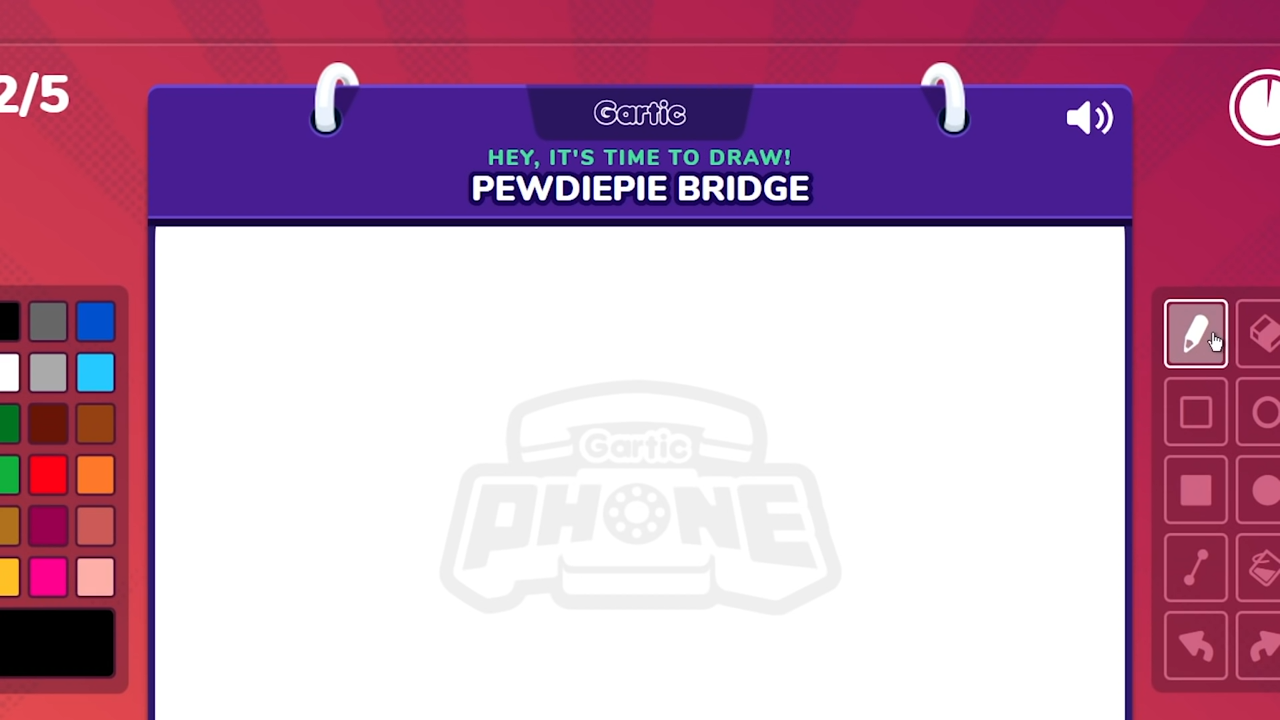 2/5
Gartic
HEY, IT'S TIME TO DRAW!
PEWDIEPIE BRIDGE
Gartic
PHONE